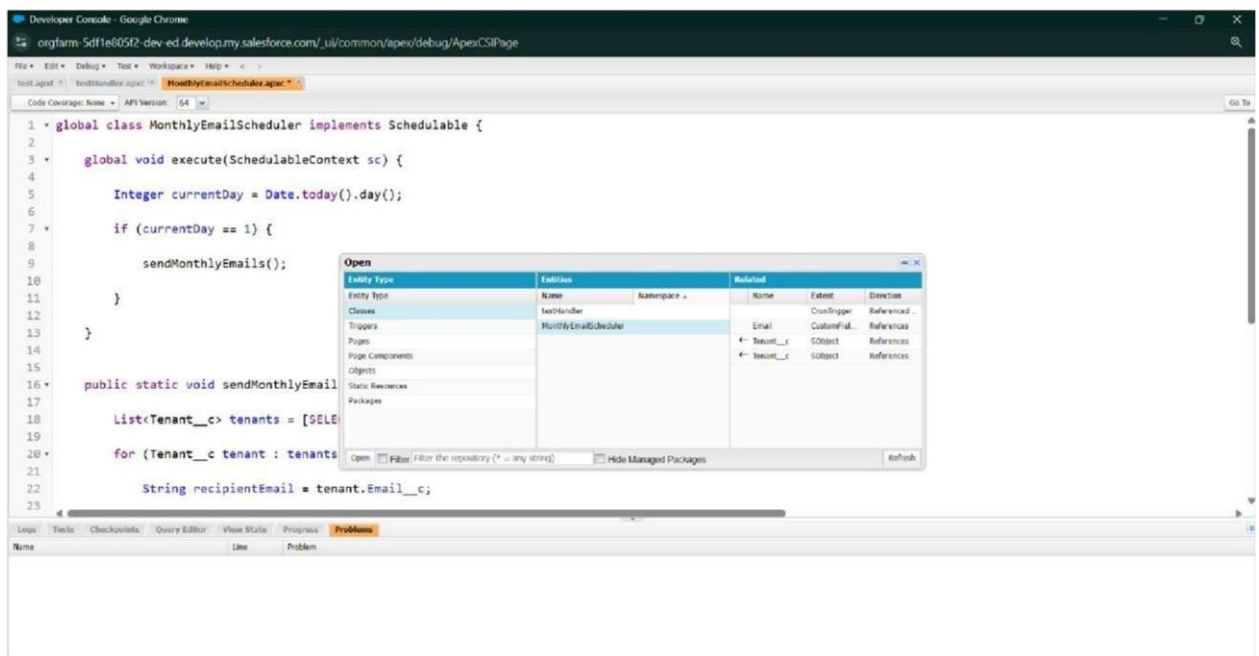 Developer Console - Google Chrome
orgfarm-5df1e805f2-dev-ed.develop.my.salesforce.com/_ui/common/apex/debug/ApexCSIPage
File Edit Debug Test Workspace Help < >
test.apxt testHandler.apxc MonthlyEmailScheduler.apxc *
Code Coverage: None API Version: 64 Go To
1 global class MonthlyEmailScheduler implements Schedulable {
2
3 global void execute(SchedulableContext sc) {
4
5 Integer currentDay = Date.today().day();
6
7 if (currentDay == 1) {
8
9 sendMonthlyEmails();
10
11 }
12
13 }
14
15
16 public static void sendMonthlyEmail
17
18 List<Tenant__c> tenants = [SELE
19
20 for (Tenant__c tenant : tenants
21
22 String recipientEmail = tenant.Email__c;
23
Open
Entity Type Entities Related
Entity Type Name Namespace Name Extent Direction
Classes testHandler CronTrigger Referenced ...
Triggers MonthlyEmailScheduler Email CustomFiel... References
Pages Tenant__c SObject References
Page Components Tenant__c SObject References
Objects
Static Resources
Packages
Open Filter Filter the repository (* = any string) Hide Managed Packages Refresh
Logs Tests Checkpoints Query Editor View State Progress Problems
Name Line Problem